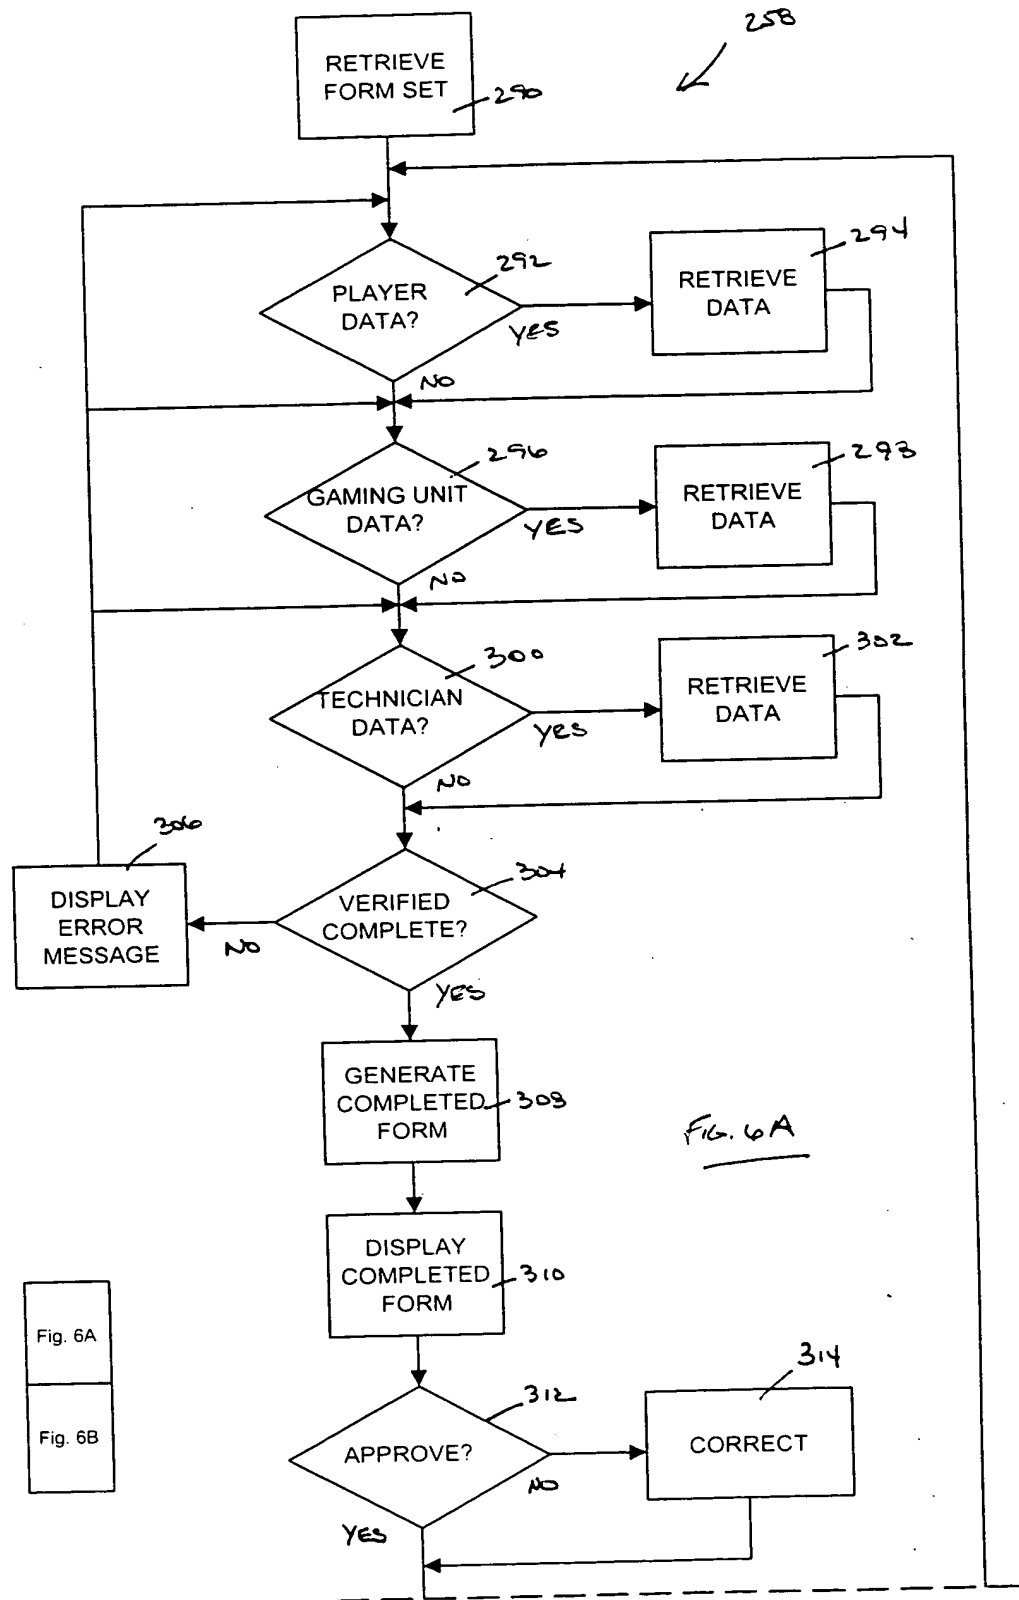 258
RETRIEVE
FORM SET
290
PLAYER
DATA?
292
YES
NO
RETRIEVE
DATA
294
GAMING UNIT
DATA?
296
YES
NO
RETRIEVE
DATA
298
TECHNICIAN
DATA?
300
YES
NO
RETRIEVE
DATA
302
306
DISPLAY
ERROR
MESSAGE
NO
VERIFIED
COMPLETE?
304
YES
GENERATE
COMPLETED
FORM
308
FIG. 6A
DISPLAY
COMPLETED
FORM
310
Fig. 6A
Fig. 6B
APPROVE?
312
NO
YES
314
CORRECT